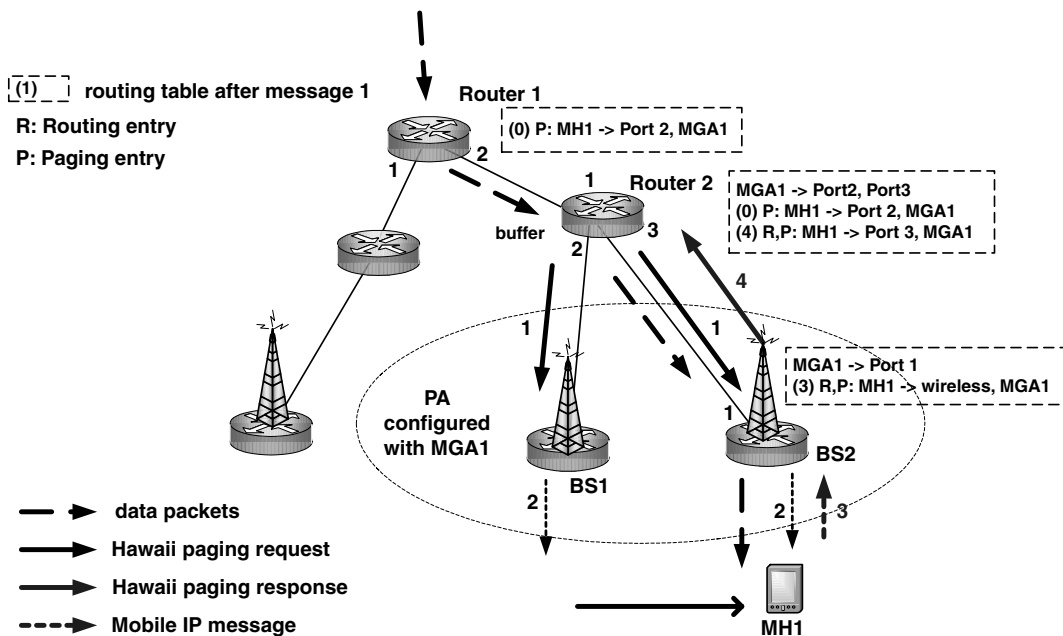 (1) routing table after message 1
R: Routing entry
P: Paging entry
Router 1
(0) P: MH1 -> Port 2, MGA1
1
2
1
Router 2
MGA1 -> Port2, Port3
(0) P: MH1 -> Port 2, MGA1
(4) R,P: MH1 -> Port 3, MGA1
buffer
2
3
4
1
1
MGA1 -> Port 1
(3) R,P: MH1 -> wireless, MGA1
PA
configured
with MGA1
1
BS1
BS2
2
2
3
data packets
Hawaii paging request
Hawaii paging response
Mobile IP message
MH1